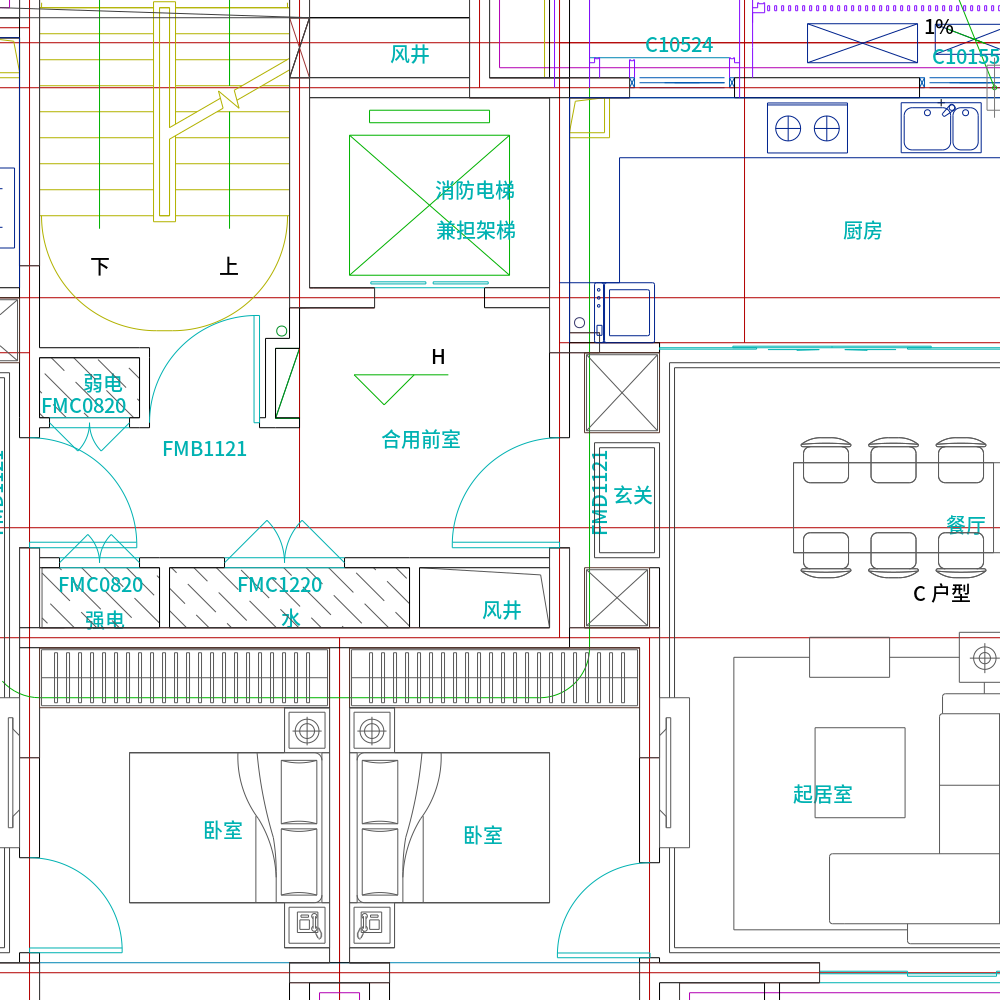 1%
风井
C10524
C10155
消防电梯
兼担架梯
厨房
下
上
H
弱电
FMC0820
FMB1121
合用前室
FMD1121
玄关
餐厅
FMC0820
强电
FMC1220
水
风井
C 户型
起居室
卧室
卧室